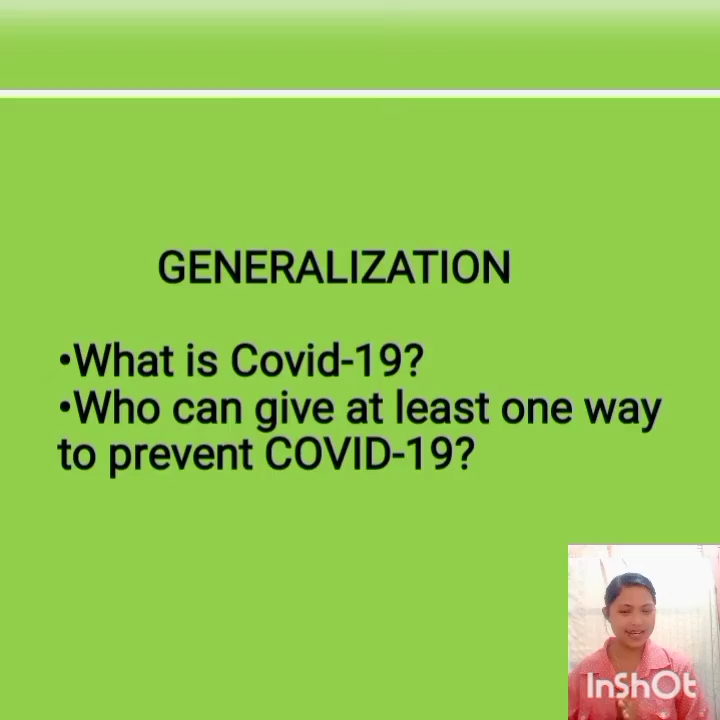 GENERALIZATION
•What is Covid-19?
•Who can give at least one way
to prevent COVID-19?
InShOt